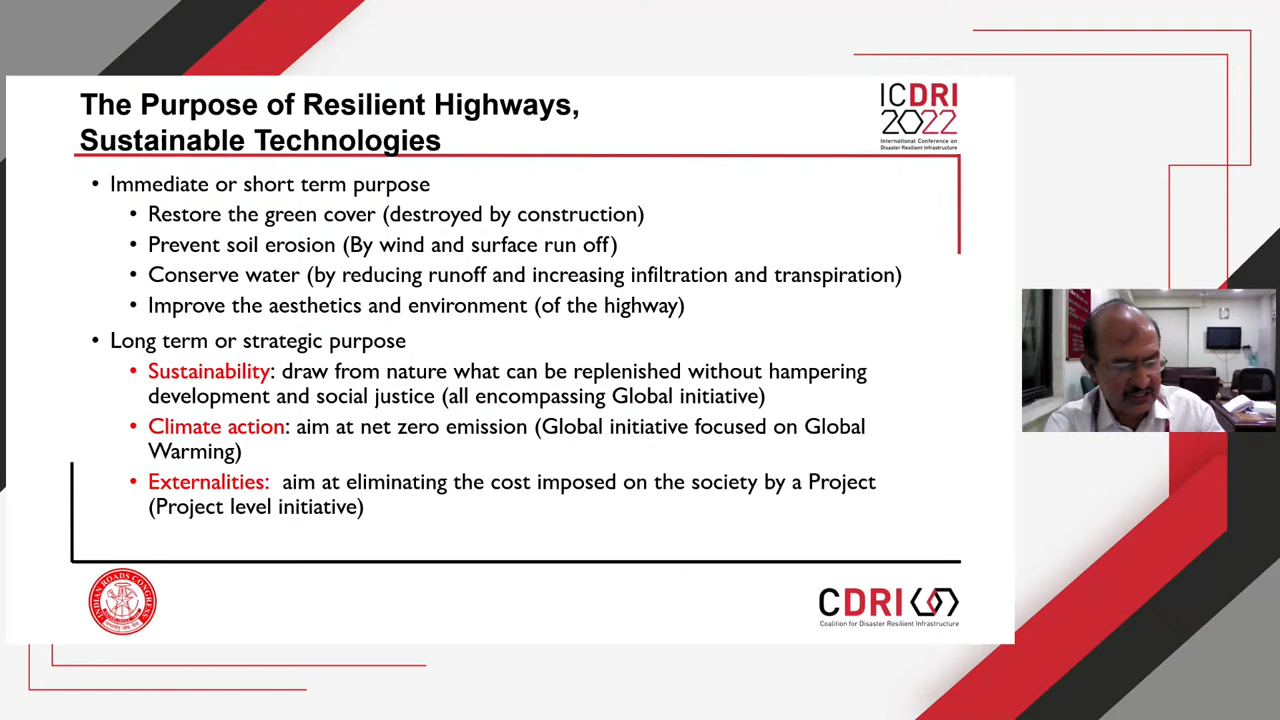 The Purpose of Resilient Highways,
Sustainable Technologies
ICDRI
2022
International Conference on
Disaster Resilient Infrastructure
• Immediate or short term purpose
• Restore the green cover (destroyed by construction)
• Prevent soil erosion (By wind and surface run off)
• Conserve water (by reducing runoff and increasing infiltration and transpiration)
• Improve the aesthetics and environment (of the highway)
• Long term or strategic purpose
• Sustainability: draw from nature what can be replenished without hampering
development and social justice (all encompassing Global initiative)
• Climate action: aim at net zero emission (Global initiative focused on Global
Warming)
• Externalities: aim at eliminating the cost imposed on the society by a Project
(Project level initiative)
INDIAN ROADS CONGRESS
CDRI
Coalition for Disaster Resilient Infrastructure